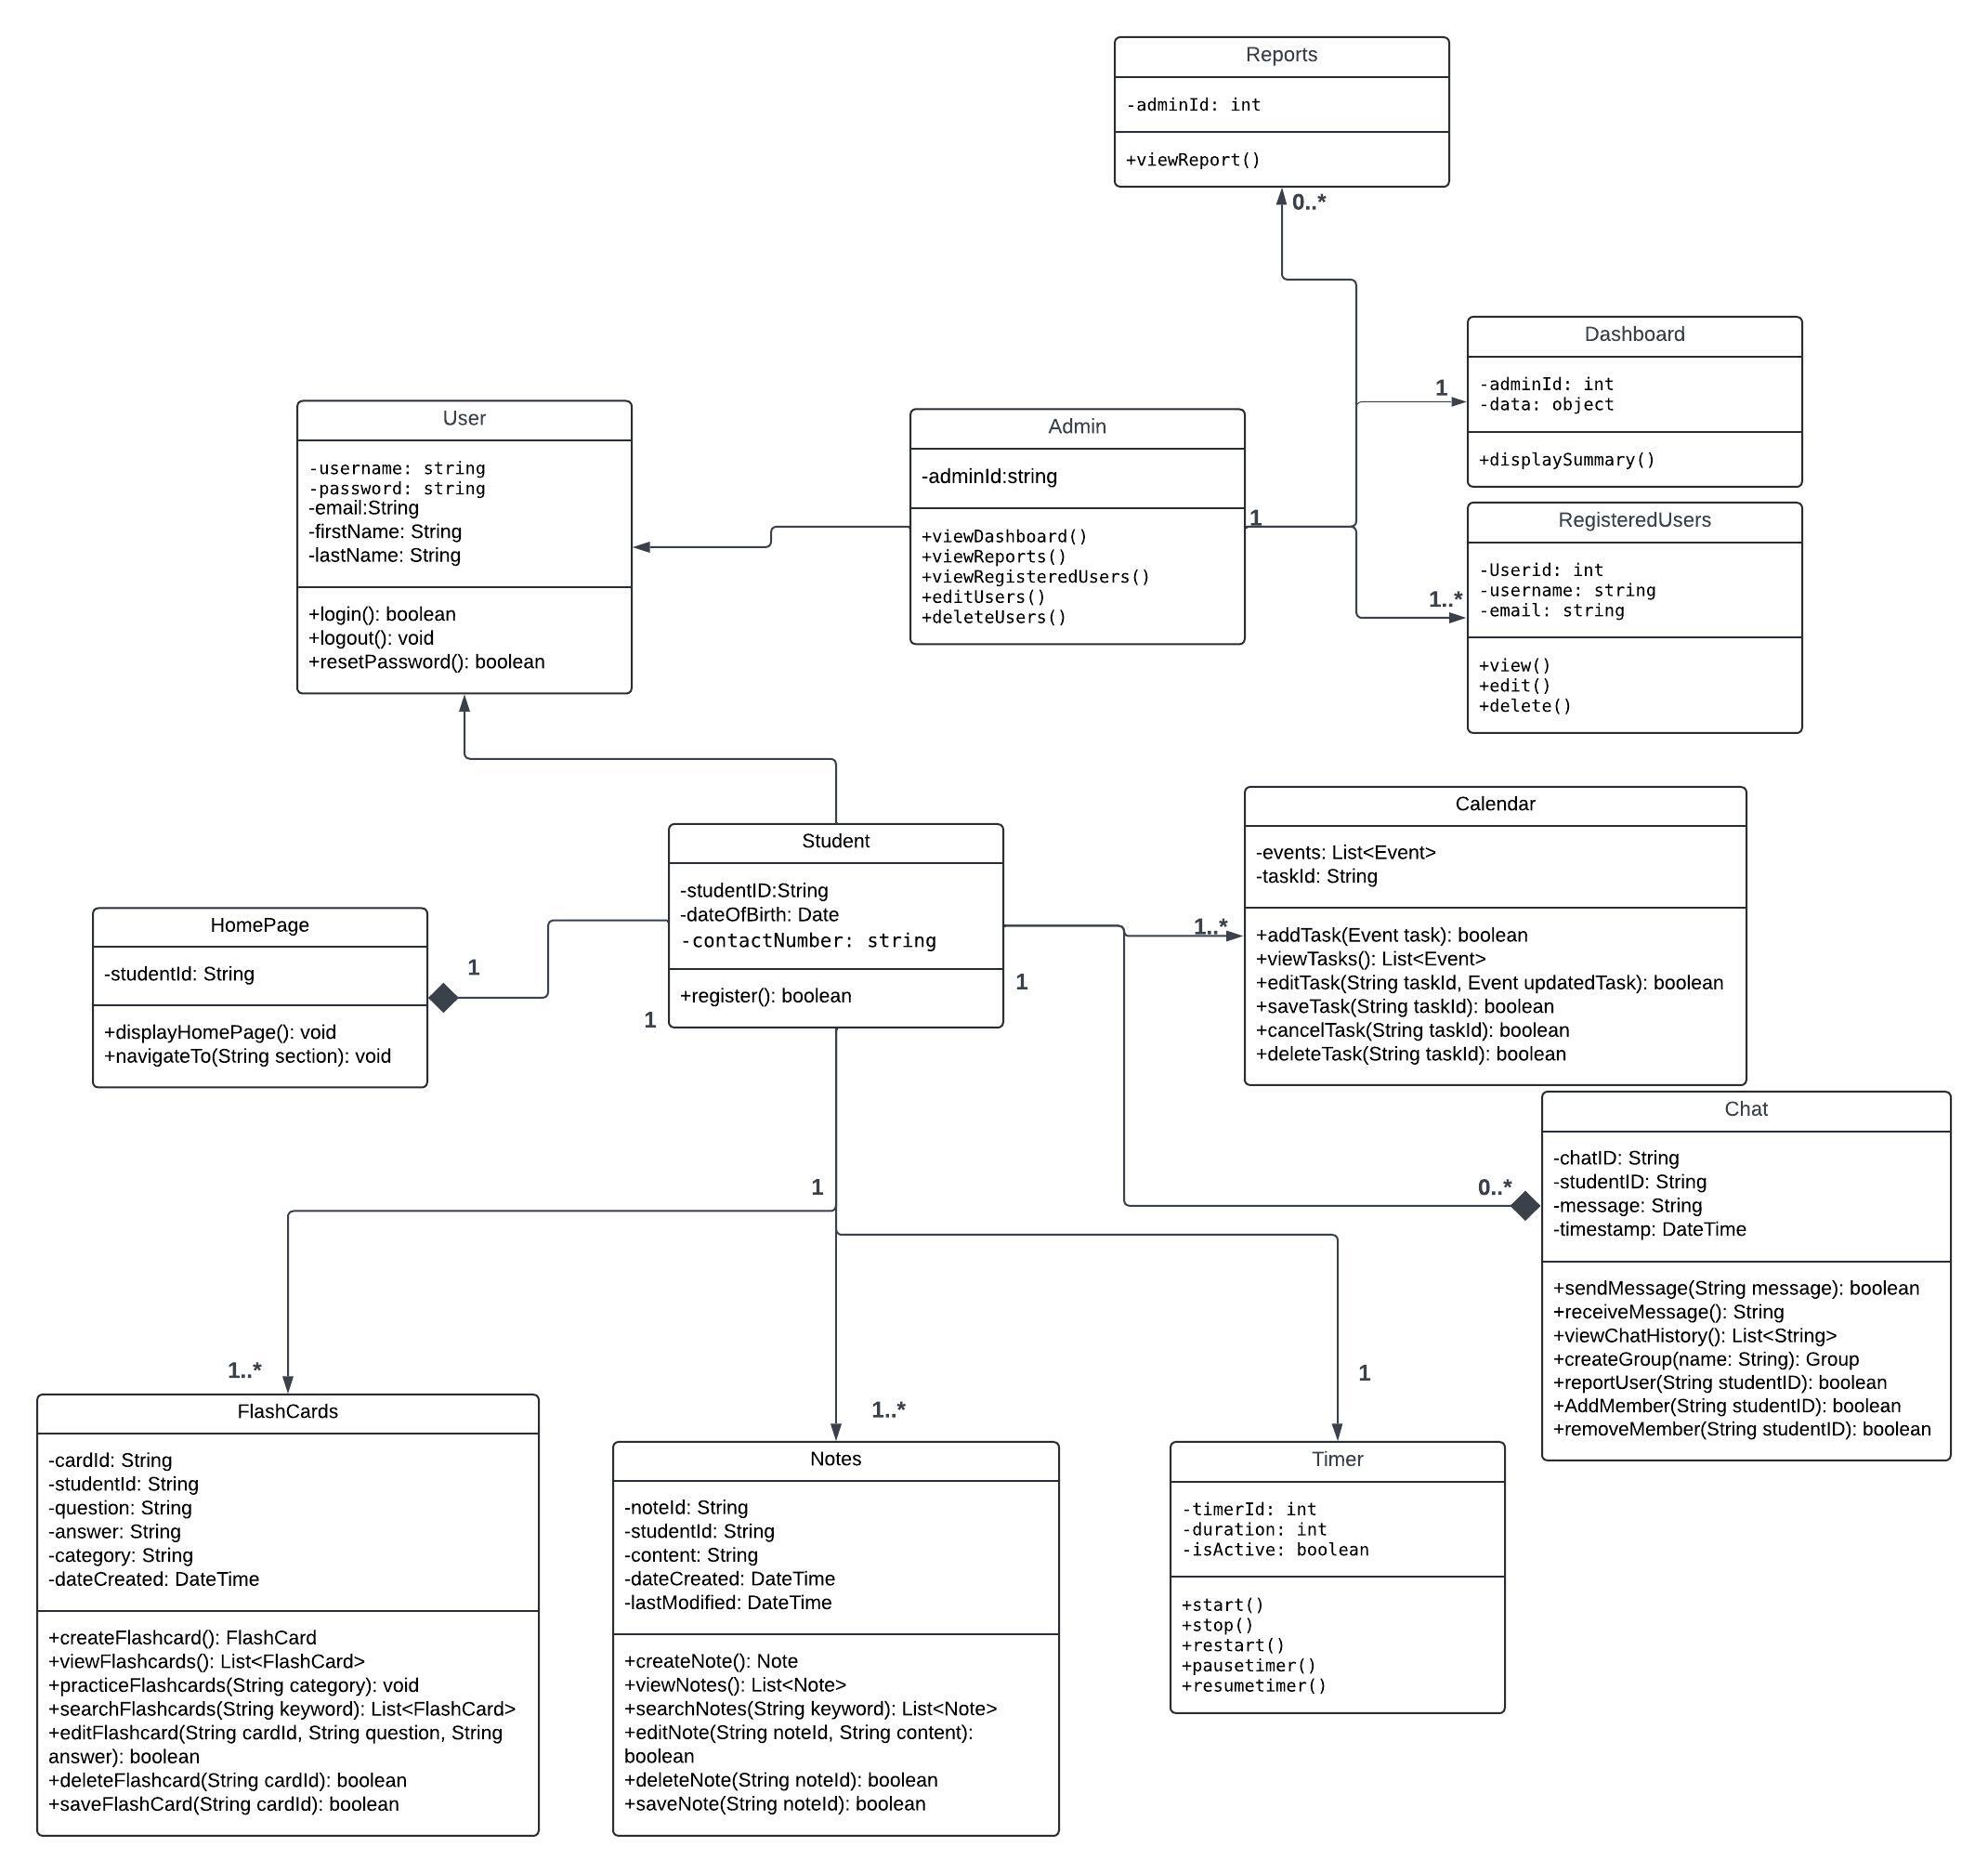 Reports
-adminId: int
+viewReport()
0..*
Dashboard
-adminId: int
-data: object
+displaySummary()
1
User
-username: string
-password: string
-email:String
-firstName: String
-lastName: String
+login(): boolean
+logout(): void
+resetPassword(): boolean
Admin
-adminId:string
+viewDashboard()
+viewReports()
+viewRegisteredUsers()
+editUsers()
+deleteUsers()
1
RegisteredUsers
-Userid: int
-username: string
-email: string
+view()
+edit()
+delete()
1..*
Student
-studentID:String
-dateOfBirth: Date
-contactNumber: string
+register(): boolean
1
1
Calendar
-events: List<Event>
-taskId: String
+addTask(Event task): boolean
+viewTasks(): List<Event>
+editTask(String taskId, Event updatedTask): boolean
+saveTask(String taskId): boolean
+cancelTask(String taskId): boolean
+deleteTask(String taskId): boolean
1..*
HomePage
-studentId: String
+displayHomePage(): void
+navigateTo(String section): void
1
Chat
-chatID: String
-studentID: String
-message: String
-timestamp: DateTime
+sendMessage(String message): boolean
+receiveMessage(): String
+viewChatHistory(): List<String>
+createGroup(name: String): Group
+reportUser(String studentID): boolean
+AddMember(String studentID): boolean
+removeMember(String studentID): boolean
0..*
1
1..*
FlashCards
-cardId: String
-studentId: String
-question: String
-answer: String
-category: String
-dateCreated: DateTime
+createFlashcard(): FlashCard
+viewFlashcards(): List<FlashCard>
+practiceFlashcards(String category): void
+searchFlashcards(String keyword): List<FlashCard>
+editFlashcard(String cardId, String question, String
answer): boolean
+deleteFlashcard(String cardId): boolean
+saveFlashCard(String cardId): boolean
1..*
Notes
-noteId: String
-studentId: String
-content: String
-dateCreated: DateTime
-lastModified: DateTime
+createNote(): Note
+viewNotes(): List<Note>
+searchNotes(String keyword): List<Note>
+editNote(String noteId, String content):
boolean
+deleteNote(String noteId): boolean
+saveNote(String noteId): boolean
1
Timer
-timerId: int
-duration: int
-isActive: boolean
+start()
+stop()
+restart()
+pausetimer()
+resumetimer()